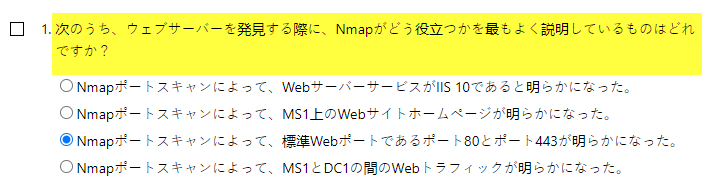 1. 次のうち、ウェブサーバーを発見する際に、Nmapがどう役立つかを最もよく説明しているものはどれ
ですか？
Nmapポートスキャンによって、WebサーバーサービスがIIS 10であると明らかになった。
Nmapポートスキャンによって、MS1上のWebサイトホームページが明らかになった。
Nmapポートスキャンによって、標準Webポートであるポート80とポート443が明らかになった。
Nmapポートスキャンによって、MS1とDC1の間のWebトラフィックが明らかになった。